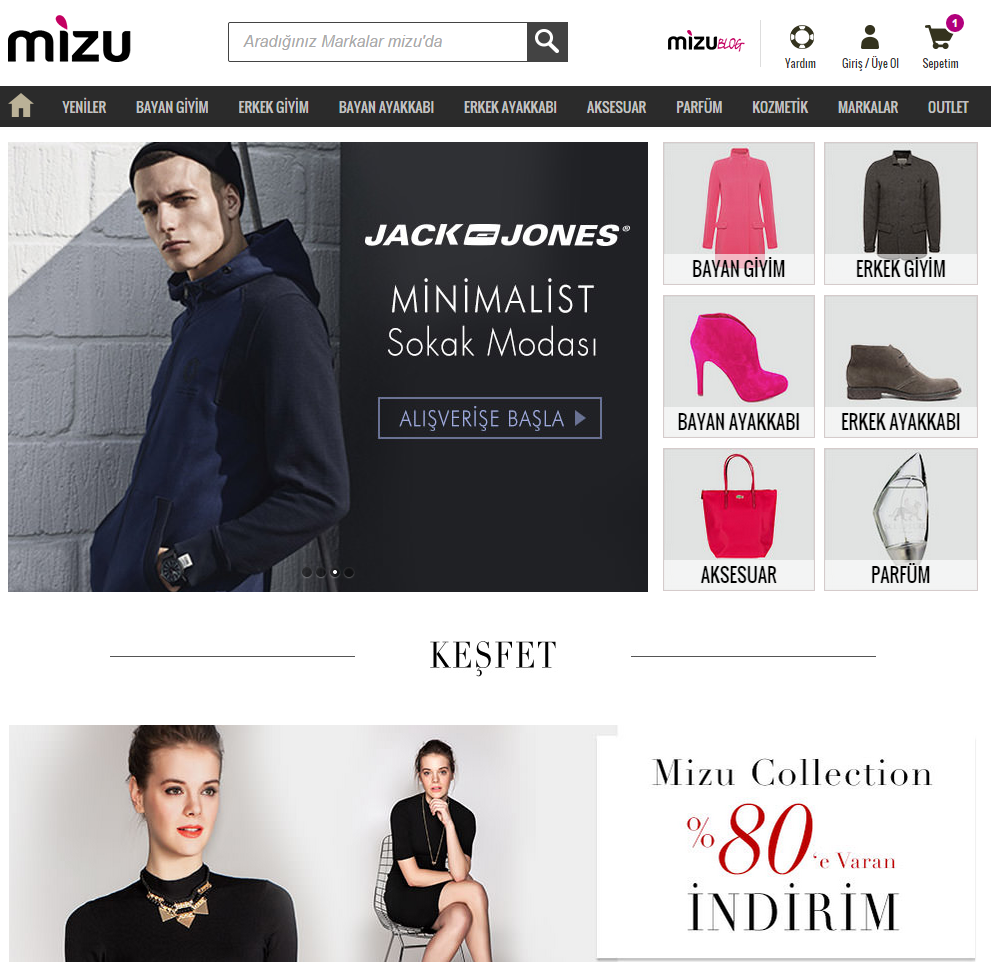 mizu
Aradığınız Markalar mizu'da
mizu BLOG
Yardım
Giriş / Üye Ol
1
Sepetim
YENİLER
BAYAN GİYİM
ERKEK GİYİM
BAYAN AYAKKABI
ERKEK AYAKKABI
AKSESUAR
PARFÜM
KOZMETİK
MARKALAR
OUTLET
JACK JONES®
MİNİMALİST
Sokak Modası
ALIŞVERİŞE BAŞLA
BAYAN GİYİM
ERKEK GİYİM
BAYAN AYAKKABI
ERKEK AYAKKABI
AKSESUAR
PARFÜM
KEŞFET
Mizu Collection
%80'e Varan
İNDİRİM